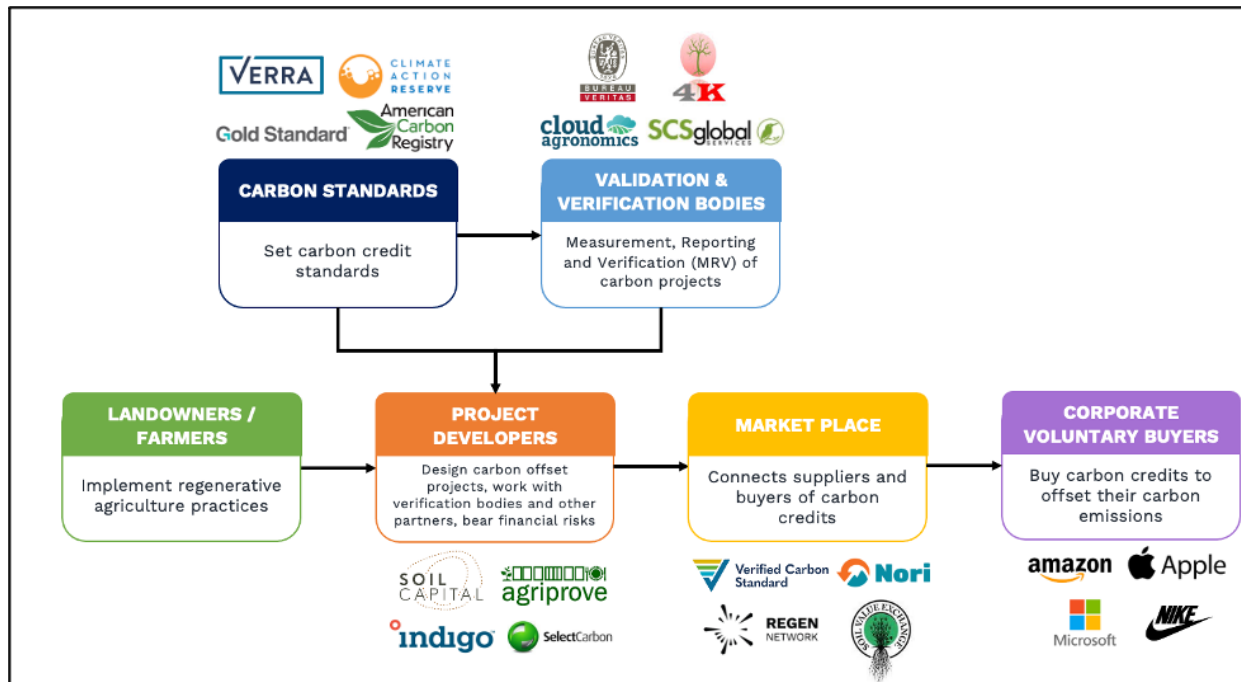 VERRA
CLIMATE
ACTION
RESERVE
Gold Standard
American
Carbon
Registry
BUREAU
VERITAS
4K
cloud
agronomics
SCSglobal
SERVICES
CARBON STANDARDS
Set carbon credit
standards
VALIDATION &
VERIFICATION BODIES
Measurement, Reporting
and Verification (MRV) of
carbon projects
LANDOWNERS /
FARMERS
Implement regenerative
agriculture practices
PROJECT
DEVELOPERS
Design carbon offset
projects, work with
verification bodies and other
partners, bear financial risks
MARKET PLACE
Connects suppliers and
buyers of carbon
credits
CORPORATE
VOLUNTARY BUYERS
Buy carbon credits to
offset their carbon
emissions
SOIL
CAPITAL
agriprove
indigo
SelectCarbon
Verified Carbon
Standard
Nori
REGEN
NETWORK
SOIL VALUE EXCHANGE
amazon
Apple
Microsoft
NIKE